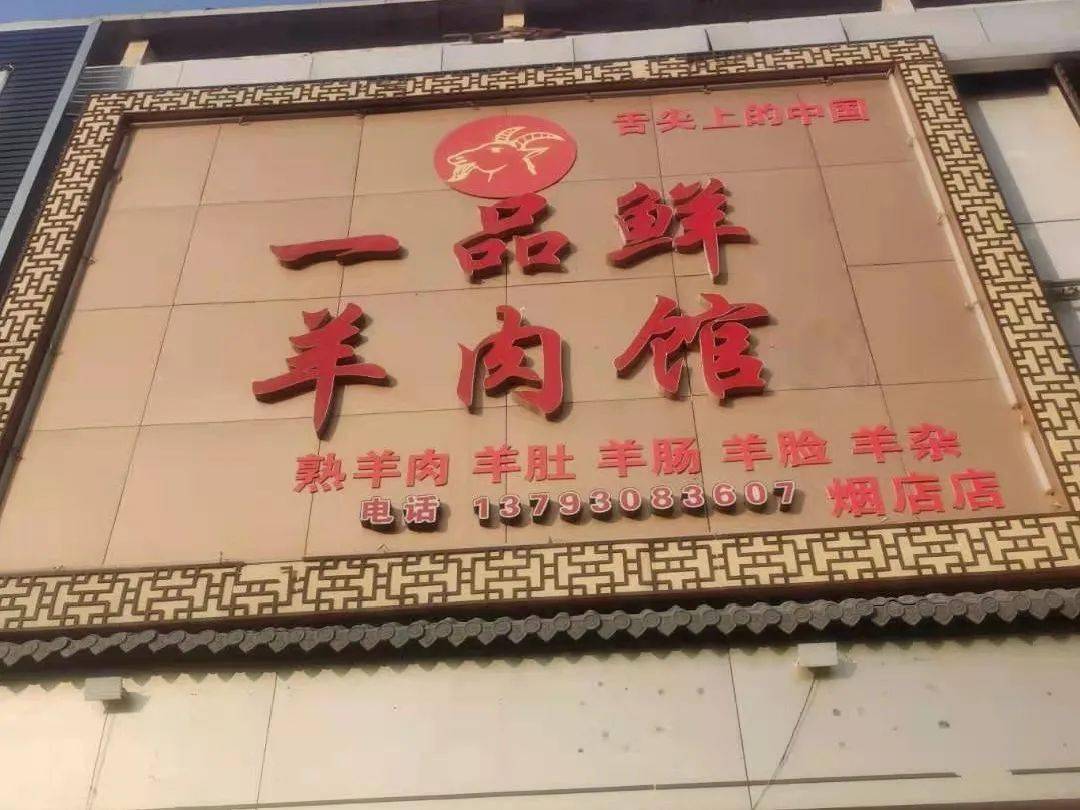 舌尖上的中国
一品鲜
羊肉馆
熟羊肉 羊肚 羊肠 羊脸 羊杂
电话 13793083607 烟店店